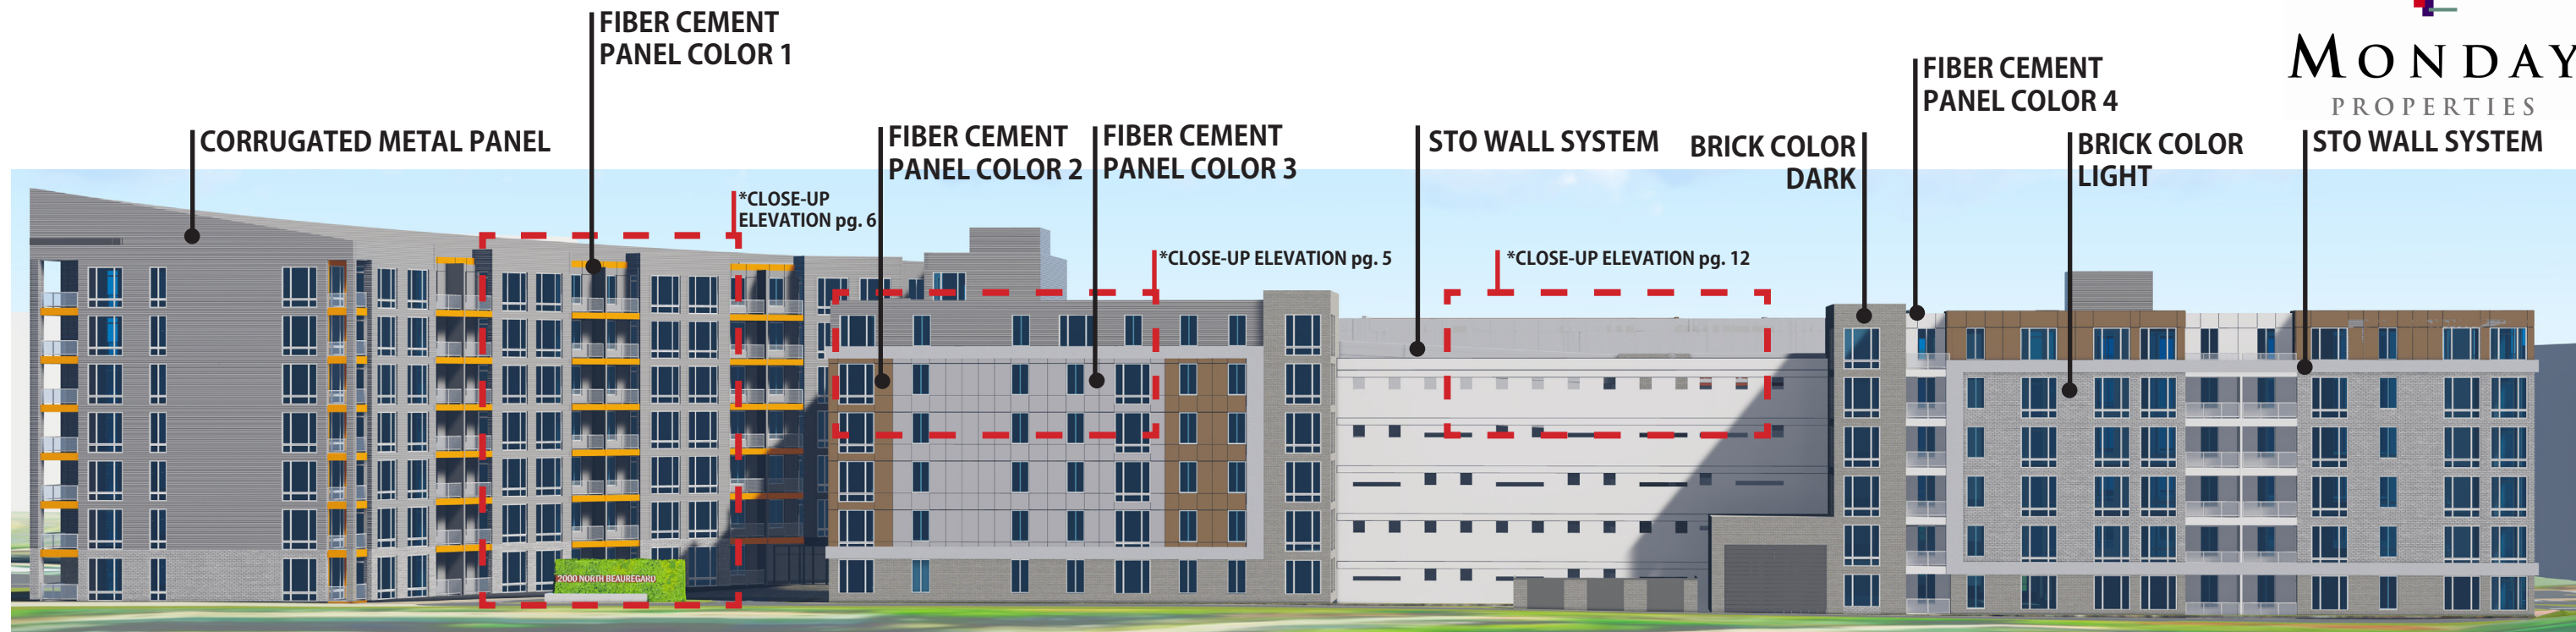 FIBER CEMENT
PANEL COLOR 1
MONDAY
PROPERTIES
FIBER CEMENT
PANEL COLOR 4
CORRUGATED METAL PANEL
FIBER CEMENT
PANEL COLOR 2
FIBER CEMENT
PANEL COLOR 3
STO WALL SYSTEM
BRICK COLOR
DARK
BRICK COLOR
LIGHT
STO WALL SYSTEM
*CLOSE-UP
ELEVATION pg. 6
*CLOSE-UP ELEVATION pg. 5
*CLOSE-UP ELEVATION pg. 12
2000 NORTH BEAUREGARD